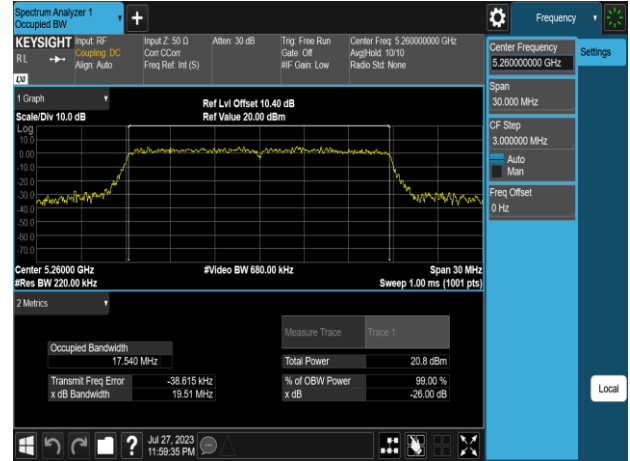 Spectrum Analyzer 1
Occupied BW
+
Frequency
KEYSIGHT
RL
Input: RF
Coupling: DC
Align: Auto
Input Z: 50 Ω
Corr CCorr
Freq Ref: Int (S)
Atten: 30 dB
Trig: Free Run
Gate: Off
#IF Gain: Low
Center Freq: 5.260000000 GHz
Avg|Hold: 10/10
Radio Std: None
LXI
Center Frequency
5.260000000 GHz
Settings
Span
30.000 MHz
CF Step
3.000000 MHz
Auto
Man
Freq Offset
0 Hz
1 Graph
Scale/Div 10.0 dB
Ref Lvl Offset 10.40 dB
Ref Value 20.00 dBm
Log
10.0
0.00
-10.0
-20.0
-30.0
-40.0
-50.0
-60.0
-70.0
Center 5.26000 GHz
#Res BW 220.00 kHz
#Video BW 680.00 kHz
Span 30 MHz
Sweep 1.00 ms (1001 pts)
2 Metrics
Measure Trace
Trace 1
Occupied Bandwidth
17.540 MHz
Total Power
20.8 dBm
Transmit Freq Error
-38.615 kHz
% of OBW Power
99.00 %
x dB Bandwidth
19.51 MHz
x dB
-26.00 dB
Local
?
Jul 27, 2023
11:59:35 PM